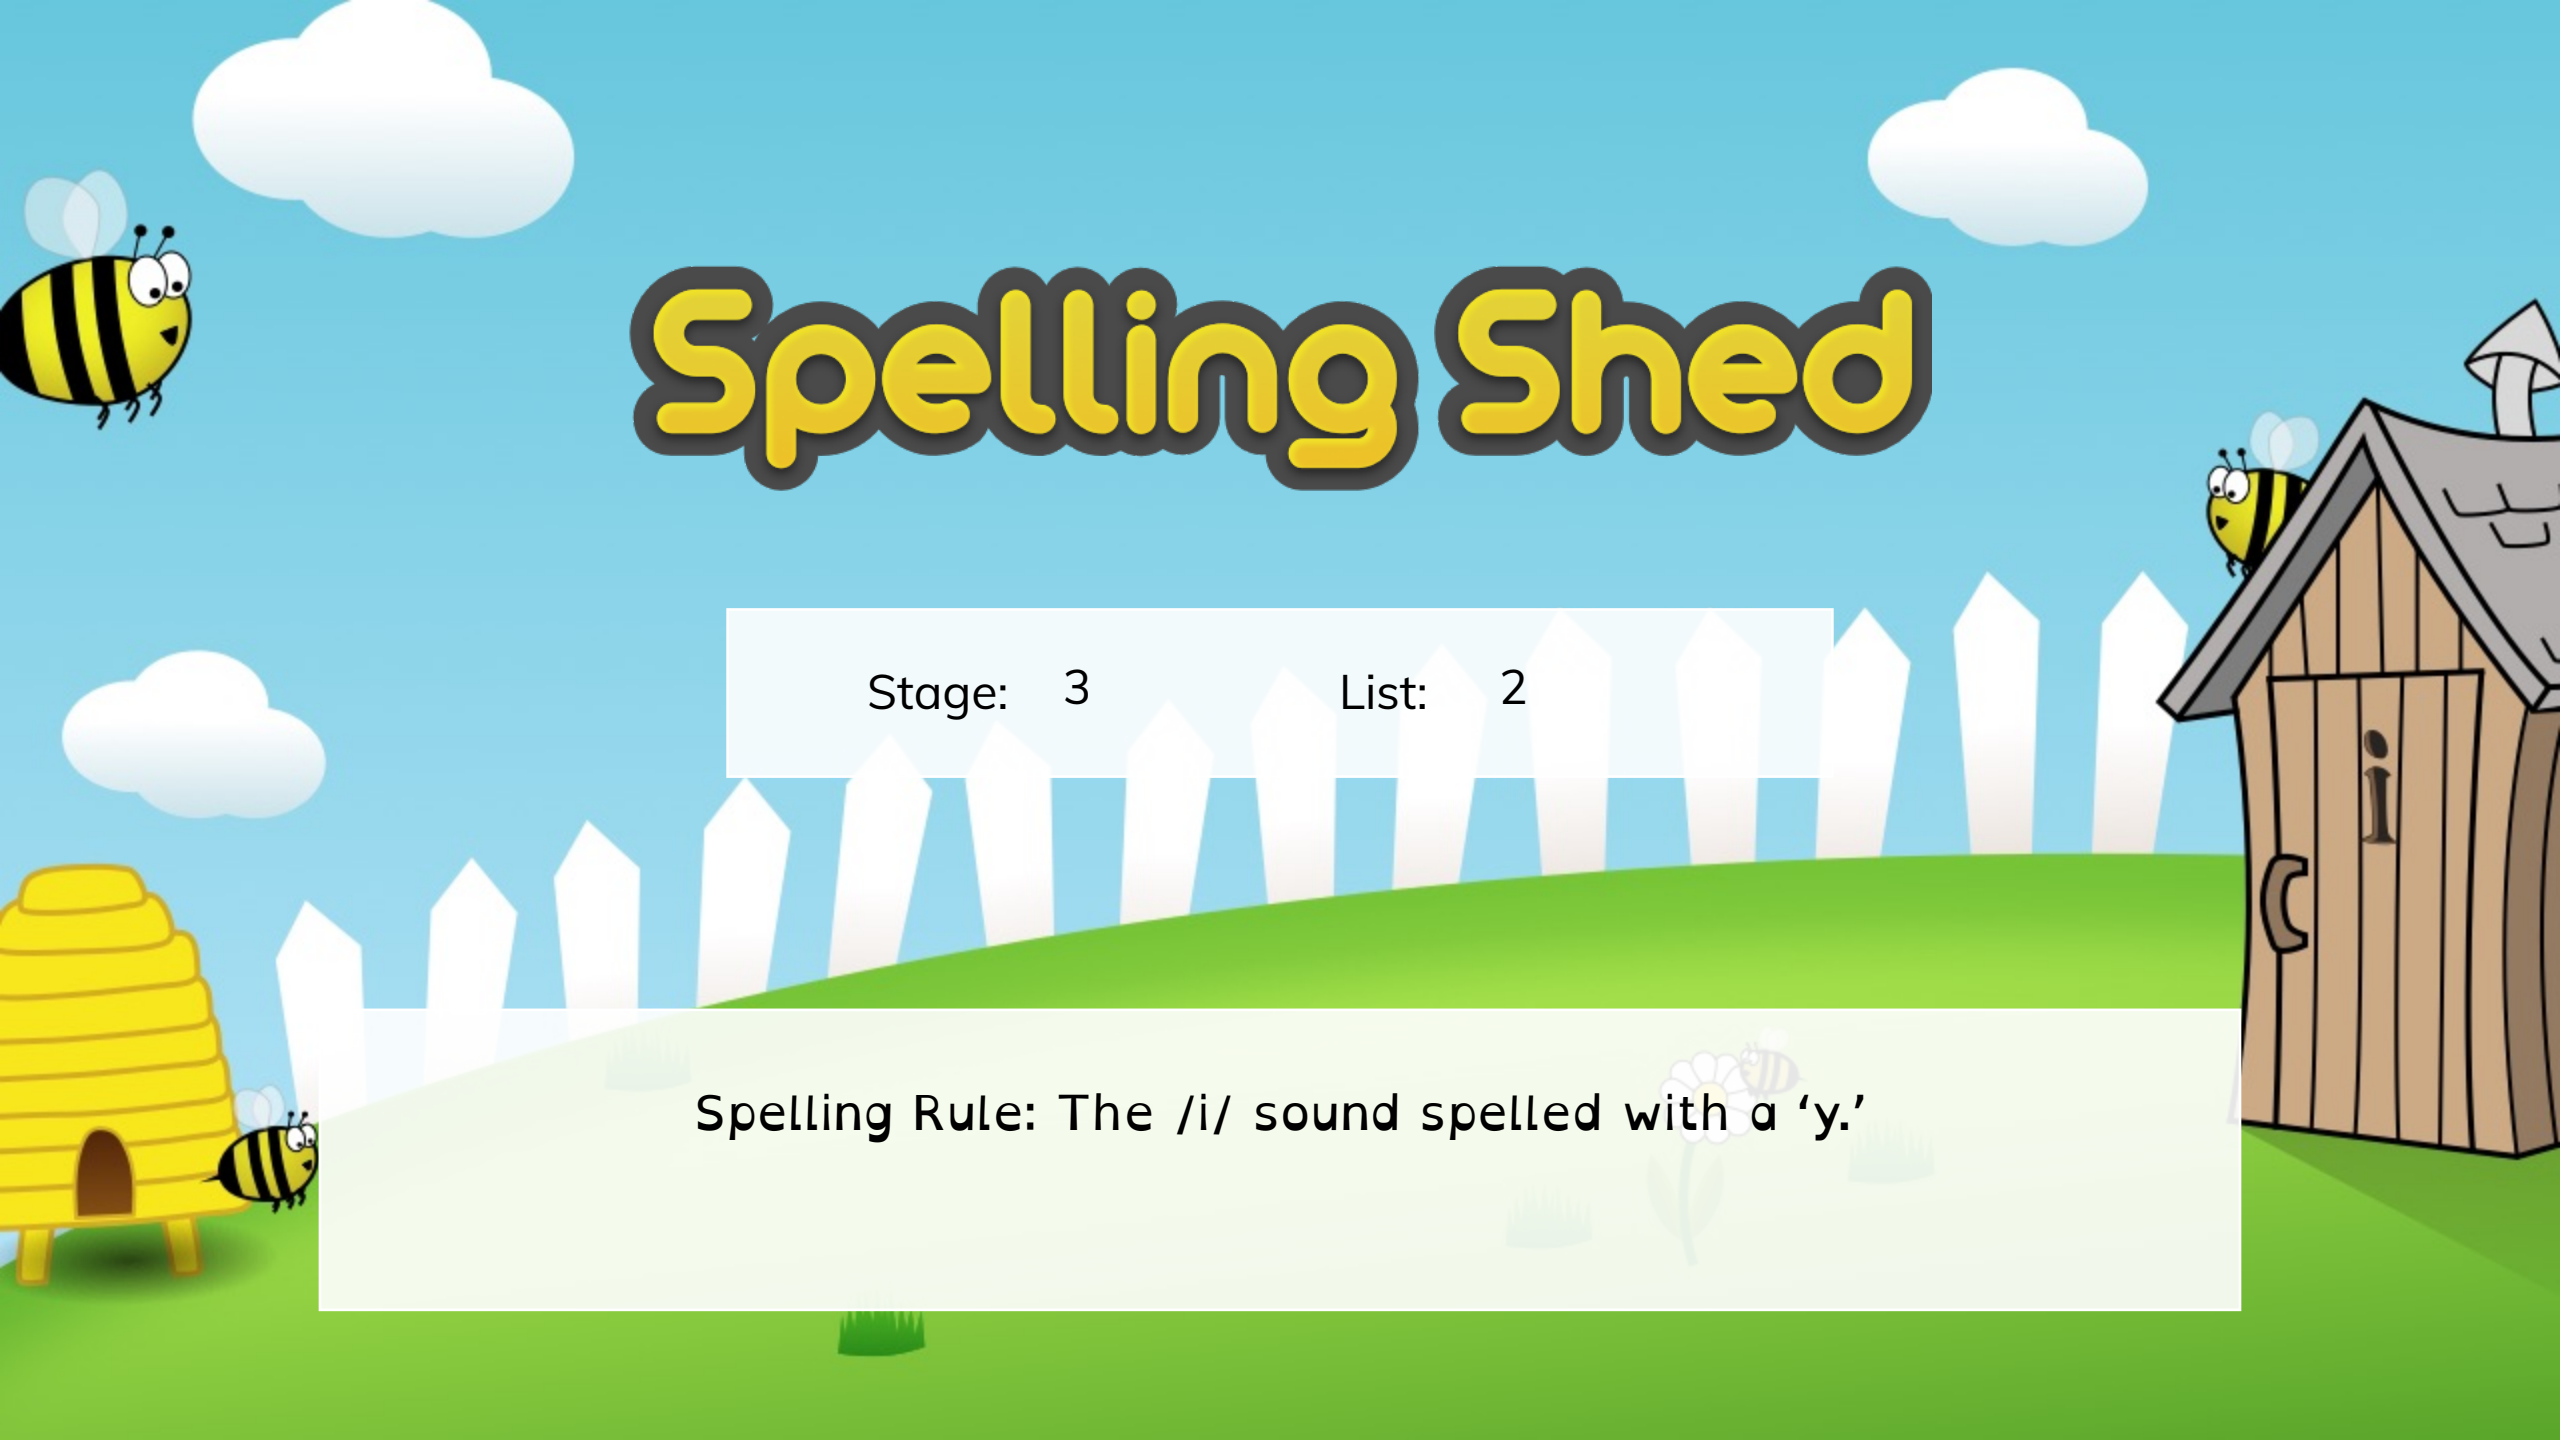 Spelling Shed
Stage: 3 List: 2
i
Spelling Rule: The /i/ sound spelled with a ‘y.’